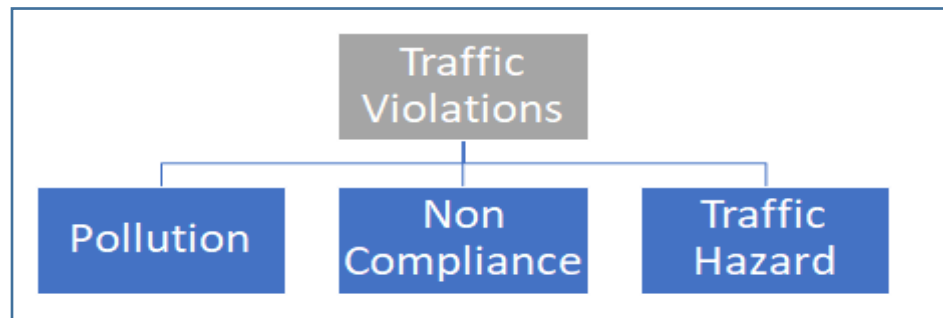 Traffic
Violations
Pollution
Non
Compliance
Traffic
Hazard